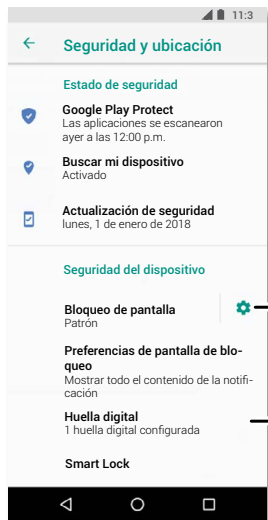 11:3
Seguridad y ubicación
Estado de seguridad
Google Play Protect
Las aplicaciones se escanearon
ayer a las 12:00 p.m.
Buscar mi dispositivo
Activado
Actualización de seguridad
lunes, 1 de enero de 2018
Seguridad del dispositivo
Bloqueo de pantalla
Patrón
Preferencias de pantalla de blo-
queo
Mostrar todo el contenido de la notifi-
cación
Huella digital
1 huella digital configurada
Smart Lock